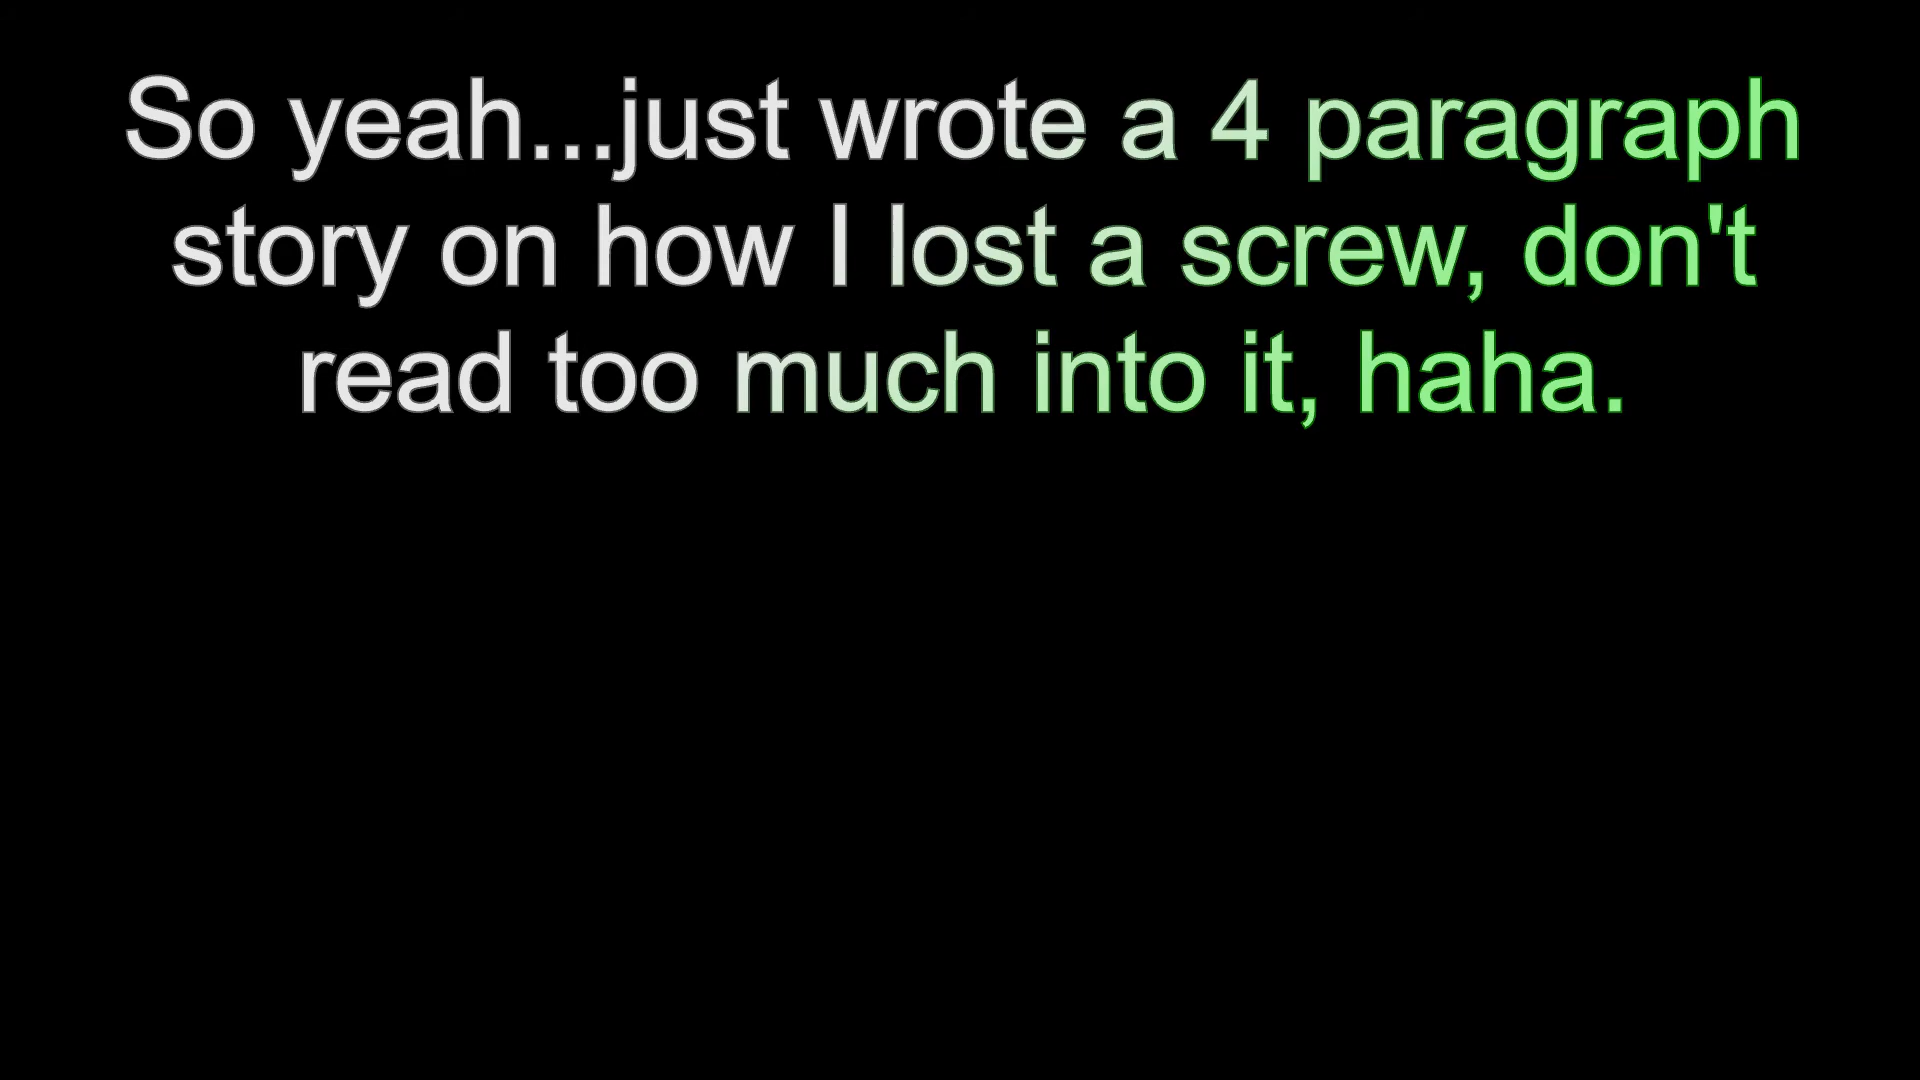 So yeah...just wrote a 4 paragraph
story on how I lost a screw, don't
read too much into it, haha.